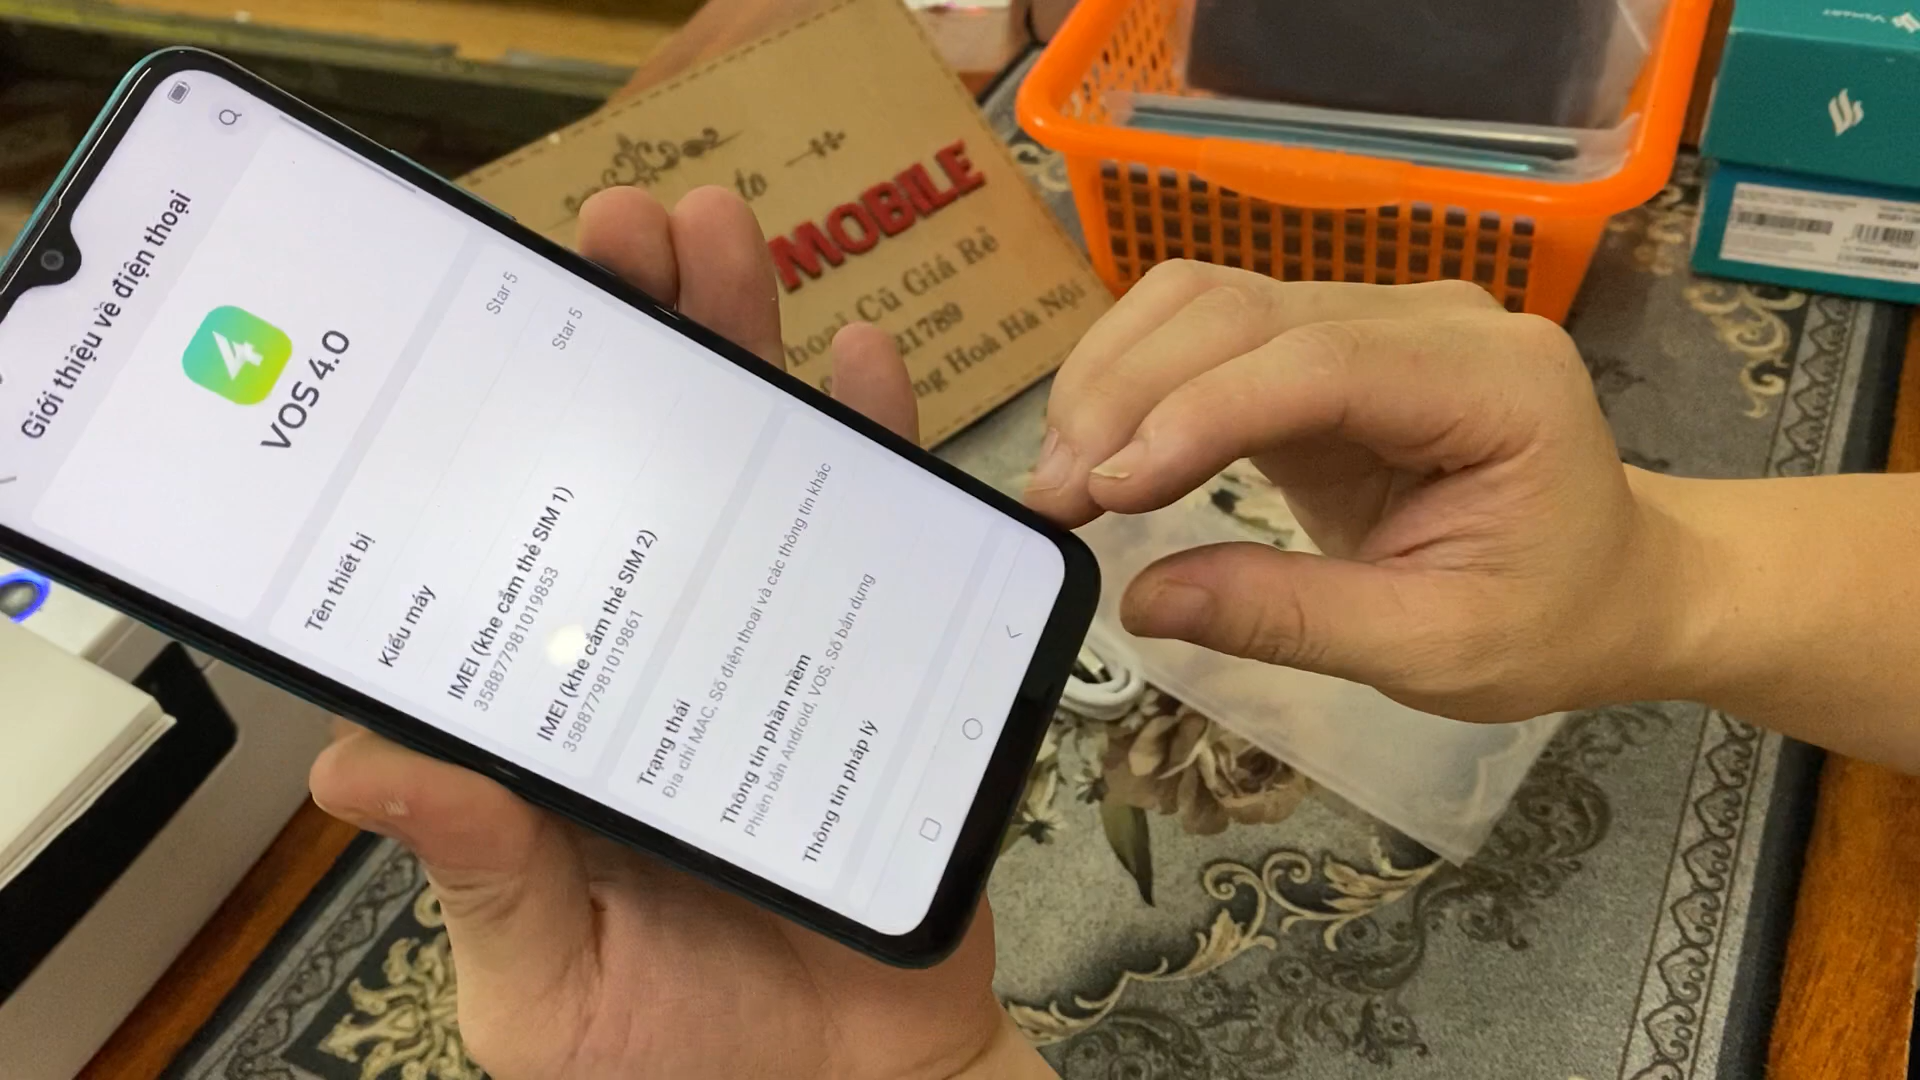 Giới thiệu về điện thoại
4
VOS 4.0
Tên thiết bị
Star 5
Kiểu máy
Star 5
IMEI (khe cắm thẻ SIM 1)
358877981019853
IMEI (khe cắm thẻ SIM 2)
358877981019861
Trạng thái
Địa chỉ MAC, Số điện thoại và các thông tin khác
Thông tin phần mềm
Phiên bản Android, VOS, Số bản dựng
Thông tin pháp lý
to
MOBILE
Cũ Giá Rẻ
21789
Hoà Hà Nội